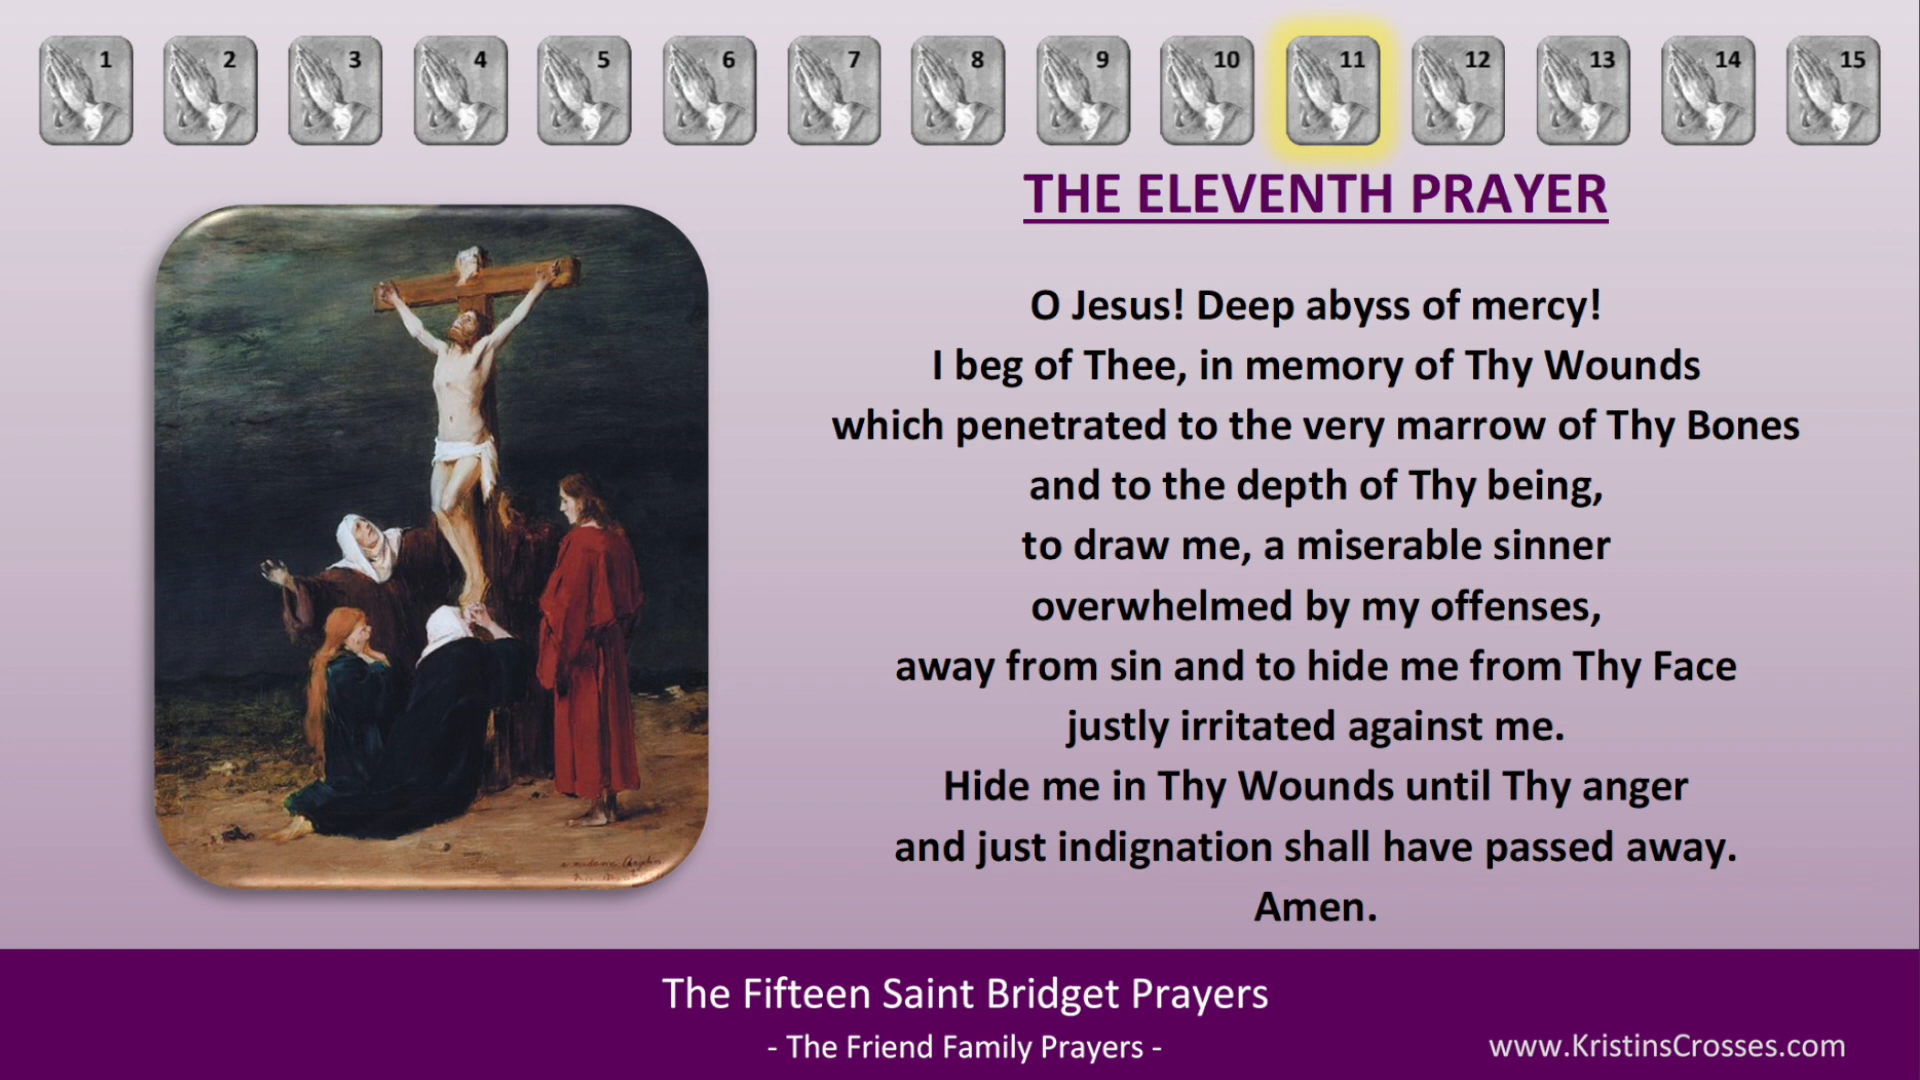 1 2 3 4 5 6 7 8 9 10 11 12 13 14 15
THE ELEVENTH PRAYER
O Jesus! Deep abyss of mercy!
I beg of Thee, in memory of Thy Wounds
which penetrated to the very marrow of Thy Bones
and to the depth of Thy being,
to draw me, a miserable sinner
overwhelmed by my offenses,
away from sin and to hide me from Thy Face
justly irritated against me.
Hide me in Thy Wounds until Thy anger
and just indignation shall have passed away.
Amen.
The Fifteen Saint Bridget Prayers
- The Friend Family Prayers -
www.KristinsCrosses.com